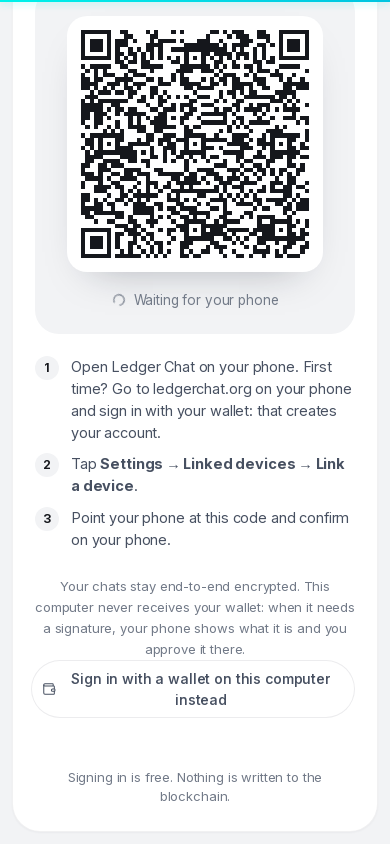 Waiting for your phone
1 Open Ledger Chat on your phone. First
time? Go to ledgerchat.org on your phone
and sign in with your wallet: that creates
your account.
2 Tap Settings → Linked devices → Link
a device.
3 Point your phone at this code and confirm
on your phone.
Your chats stay end-to-end encrypted. This
computer never receives your wallet: when it needs
a signature, your phone shows what it is and you
approve it there.
Sign in with a wallet on this computer
instead
Signing in is free. Nothing is written to the
blockchain.